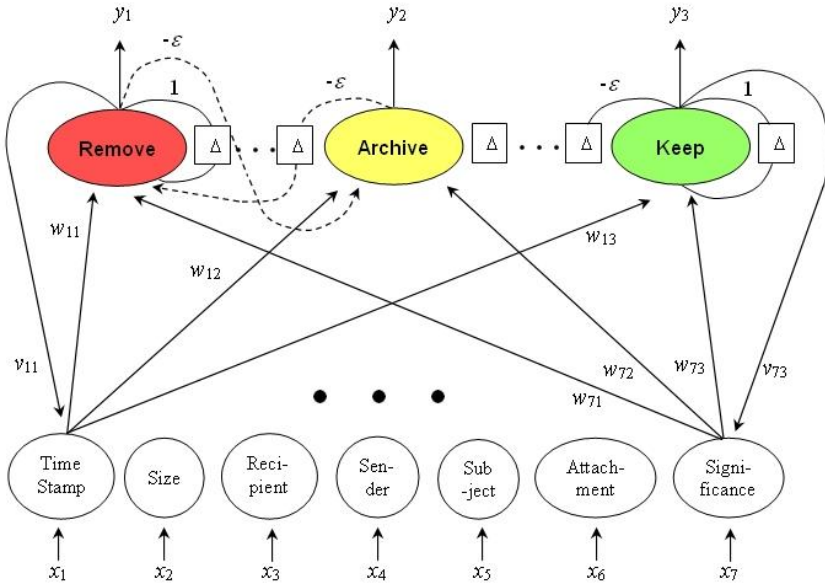 y1 y2 y3
-ε -ε -ε
1 1
Remove Δ Δ Archive Δ Δ Keep Δ
w11 w12 w13
v11 w71 w72 w73 v73
Time
Stamp
Size
Reci-
pient
Sen-
der
Sub
-ject
Attach-
ment
Signi-
ficance
x1 x2 x3 x4 x5 x6 x7